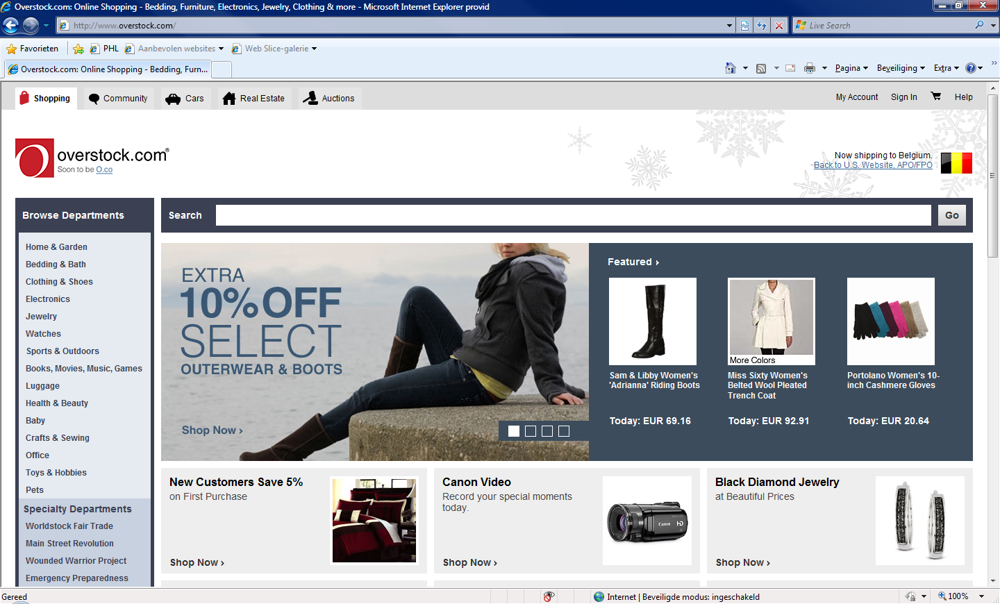 Overstock.com: Online Shopping - Bedding, Furniture, Electronics, Jewelry, Clothing & more - Microsoft Internet Explorer provid
http://www.overstock.com/
Live Search
Favorieten
PHL
Aanbevolen websites
Web Slice-galerie
Overstock.com: Online Shopping - Bedding, Furn...
Pagina
Beveiliging
Extra
Shopping
Community
Cars
Real Estate
Auctions
My Account
Sign In
Help
overstock.com®
Soon to be O.co
Now shipping to Belgium.
Back to U.S. Website, APO/FPO
Browse Departments
Home & Garden
Bedding & Bath
Clothing & Shoes
Electronics
Jewelry
Watches
Sports & Outdoors
Books, Movies, Music, Games
Luggage
Health & Beauty
Baby
Crafts & Sewing
Office
Toys & Hobbies
Pets
Specialty Departments
Worldstock Fair Trade
Main Street Revolution
Wounded Warrior Project
Emergency Preparedness
Search
Go
EXTRA
10% OFF
SELECT
OUTERWEAR & BOOTS
Shop Now ›
Featured ›
Sam & Libby Women's
'Adrianna' Riding Boots
Today: EUR 69.16
More Colors
Miss Sixty Women's
Belted Wool Pleated
Trench Coat
Today: EUR 92.91
Portolano Women's 10-
inch Cashmere Gloves
Today: EUR 20.64
New Customers Save 5%
on First Purchase
Shop Now ›
Canon Video
Record your special moments
today.
Canon
HD
Shop Now ›
Black Diamond Jewelry
at Beautiful Prices
Shop Now ›
Gereed
Internet | Beveiligde modus: ingeschakeld
100%